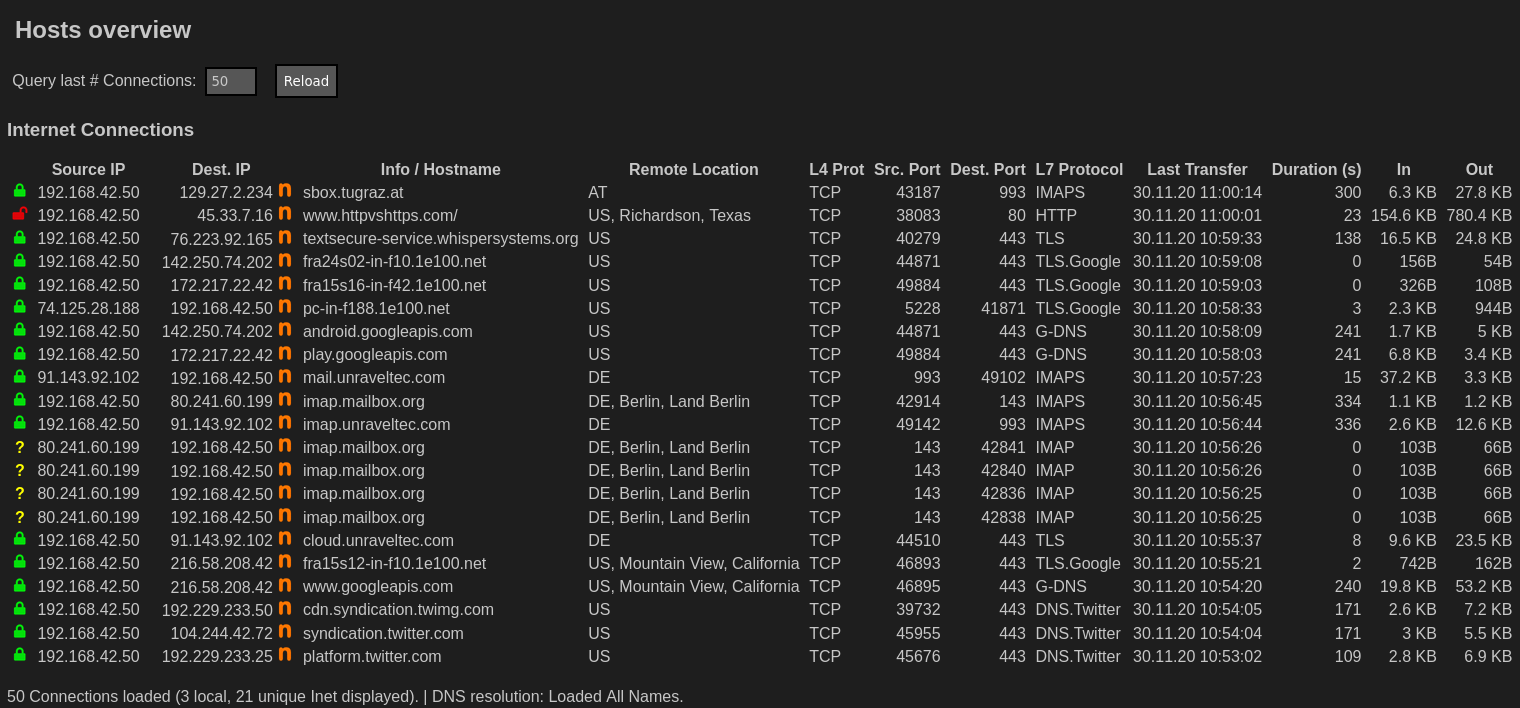 Hosts overview
Query last # Connections: 50 Reload
Internet Connections
Source IP Dest. IP Info / Hostname Remote Location L4 Prot Src. Port Dest. Port L7 Protocol Last Transfer Duration (s) In Out
192.168.42.50 129.27.2.234 n sbox.tugraz.at AT TCP 43187 993 IMAPS 30.11.20 11:00:14 300 6.3 KB 27.8 KB
192.168.42.50 45.33.7.16 n www.httpvshttps.com/ US, Richardson, Texas TCP 38083 80 HTTP 30.11.20 11:00:01 23 154.6 KB 780.4 KB
192.168.42.50 76.223.92.165 n textsecure-service.whispersystems.org US TCP 40279 443 TLS 30.11.20 10:59:33 138 16.5 KB 24.8 KB
192.168.42.50 142.250.74.202 n fra24s02-in-f10.1e100.net US TCP 44871 443 TLS.Google 30.11.20 10:59:08 0 156B 54B
192.168.42.50 172.217.22.42 n fra15s16-in-f42.1e100.net US TCP 49884 443 TLS.Google 30.11.20 10:59:03 0 326B 108B
74.125.28.188 192.168.42.50 n pc-in-f188.1e100.net US TCP 5228 41871 TLS.Google 30.11.20 10:58:33 3 2.3 KB 944B
192.168.42.50 142.250.74.202 n android.googleapis.com US TCP 44871 443 G-DNS 30.11.20 10:58:09 241 1.7 KB 5 KB
192.168.42.50 172.217.22.42 n play.googleapis.com US TCP 49884 443 G-DNS 30.11.20 10:58:03 241 6.8 KB 3.4 KB
91.143.92.102 192.168.42.50 n mail.unraveltec.com DE TCP 993 49102 IMAPS 30.11.20 10:57:23 15 37.2 KB 3.3 KB
192.168.42.50 80.241.60.199 n imap.mailbox.org DE, Berlin, Land Berlin TCP 42914 143 IMAPS 30.11.20 10:56:45 334 1.1 KB 1.2 KB
192.168.42.50 91.143.92.102 n imap.unraveltec.com DE TCP 49142 993 IMAPS 30.11.20 10:56:44 336 2.6 KB 12.6 KB
? 80.241.60.199 192.168.42.50 n imap.mailbox.org DE, Berlin, Land Berlin TCP 143 42841 IMAP 30.11.20 10:56:26 0 103B 66B
? 80.241.60.199 192.168.42.50 n imap.mailbox.org DE, Berlin, Land Berlin TCP 143 42840 IMAP 30.11.20 10:56:26 0 103B 66B
? 80.241.60.199 192.168.42.50 n imap.mailbox.org DE, Berlin, Land Berlin TCP 143 42836 IMAP 30.11.20 10:56:25 0 103B 66B
? 80.241.60.199 192.168.42.50 n imap.mailbox.org DE, Berlin, Land Berlin TCP 143 42838 IMAP 30.11.20 10:56:25 0 103B 66B
192.168.42.50 91.143.92.102 n cloud.unraveltec.com DE TCP 44510 443 TLS 30.11.20 10:55:37 8 9.6 KB 23.5 KB
192.168.42.50 216.58.208.42 n fra15s12-in-f10.1e100.net US, Mountain View, California TCP 46893 443 TLS.Google 30.11.20 10:55:21 2 742B 162B
192.168.42.50 216.58.208.42 n www.googleapis.com US, Mountain View, California TCP 46895 443 G-DNS 30.11.20 10:54:20 240 19.8 KB 53.2 KB
192.168.42.50 192.229.233.50 n cdn.syndication.twimg.com US TCP 39732 443 DNS.Twitter 30.11.20 10:54:05 171 2.6 KB 7.2 KB
192.168.42.50 104.244.42.72 n syndication.twitter.com US TCP 45955 443 DNS.Twitter 30.11.20 10:54:04 171 3 KB 5.5 KB
192.168.42.50 192.229.233.25 n platform.twitter.com US TCP 45676 443 DNS.Twitter 30.11.20 10:53:02 109 2.8 KB 6.9 KB
50 Connections loaded (3 local, 21 unique Inet displayed). | DNS resolution: Loaded All Names.